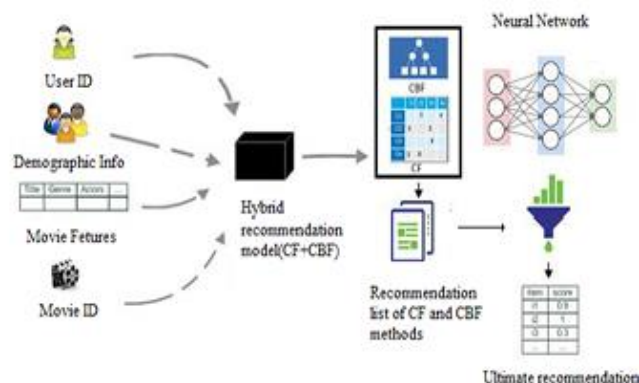 Neural Network
User ID
CBF
Demographic Info
Title Genre Actors ...
CF
Movie Fetures
Hybrid
recommendation
model(CF+CBF)
Movie ID
Recommendation
list of CF and CBF
methods
item score
i1 0.9
i2 1
i3 0.3
... ...
Ultimate recommendation